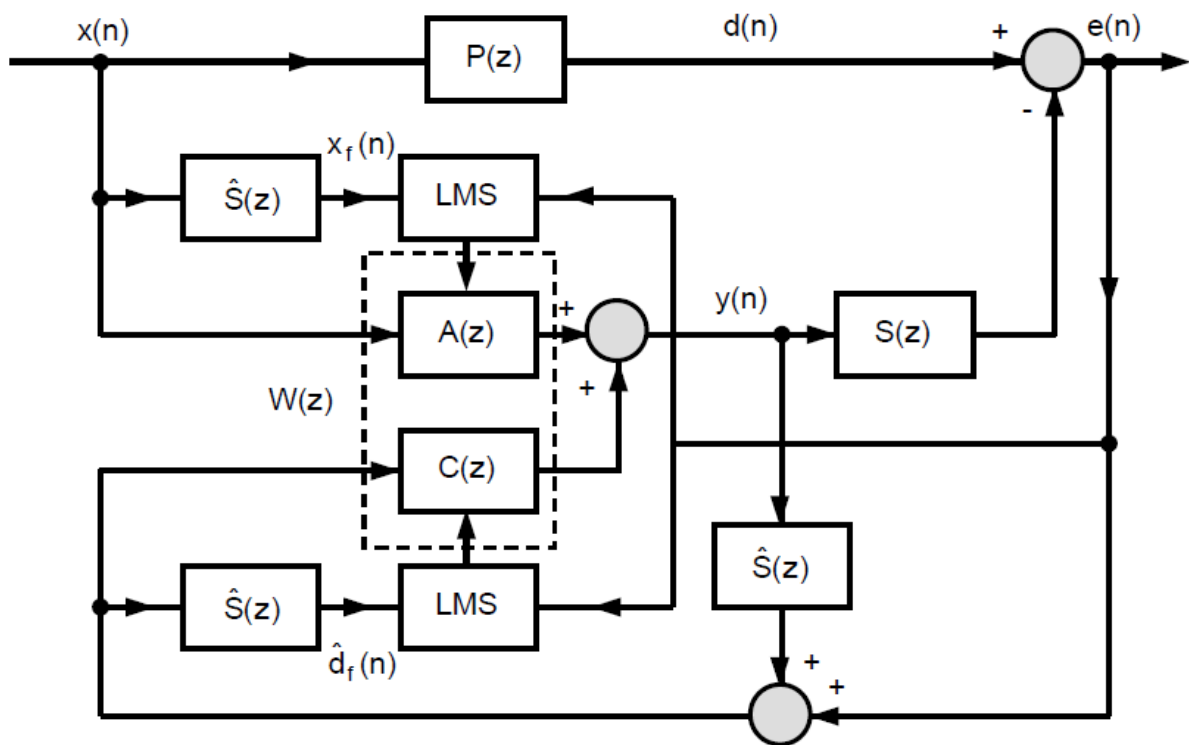 x(n)
d(n)
e(n)
P(z)
+
-
x_f(n)
Ŝ(z)
LMS
A(z)
+
y(n)
S(z)
+
W(z)
C(z)
Ŝ(z)
Ŝ(z)
LMS
d̂_f(n)
+
+